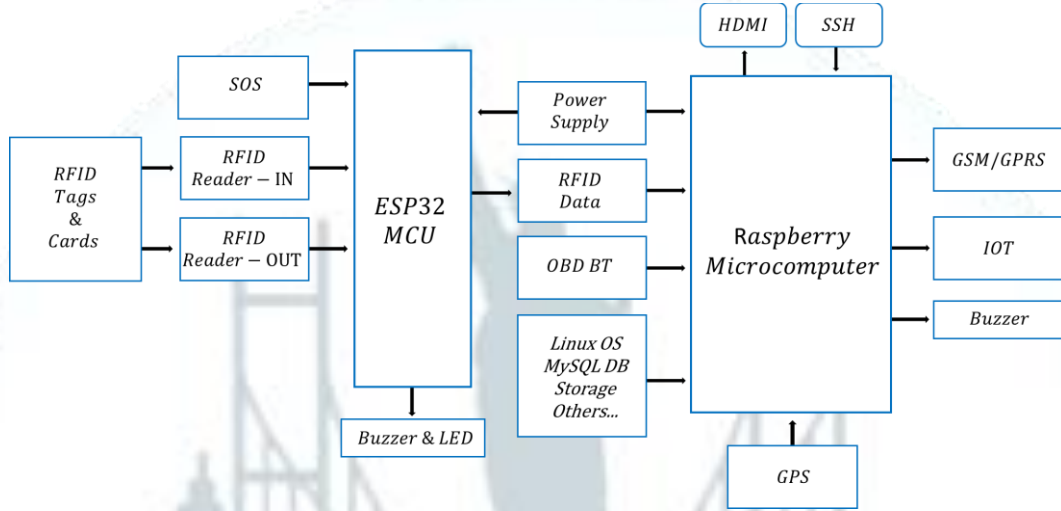 HDMI
SSH
SOS
Power
Supply
RFID
Tags
&
Cards
RFID
Reader – IN
RFID
Reader – OUT
ESP32
MCU
RFID
Data
OBD BT
Linux OS
MySQL DB
Storage
Others...
Raspberry
Microcomputer
GSM/GPRS
IOT
Buzzer
Buzzer & LED
GPS